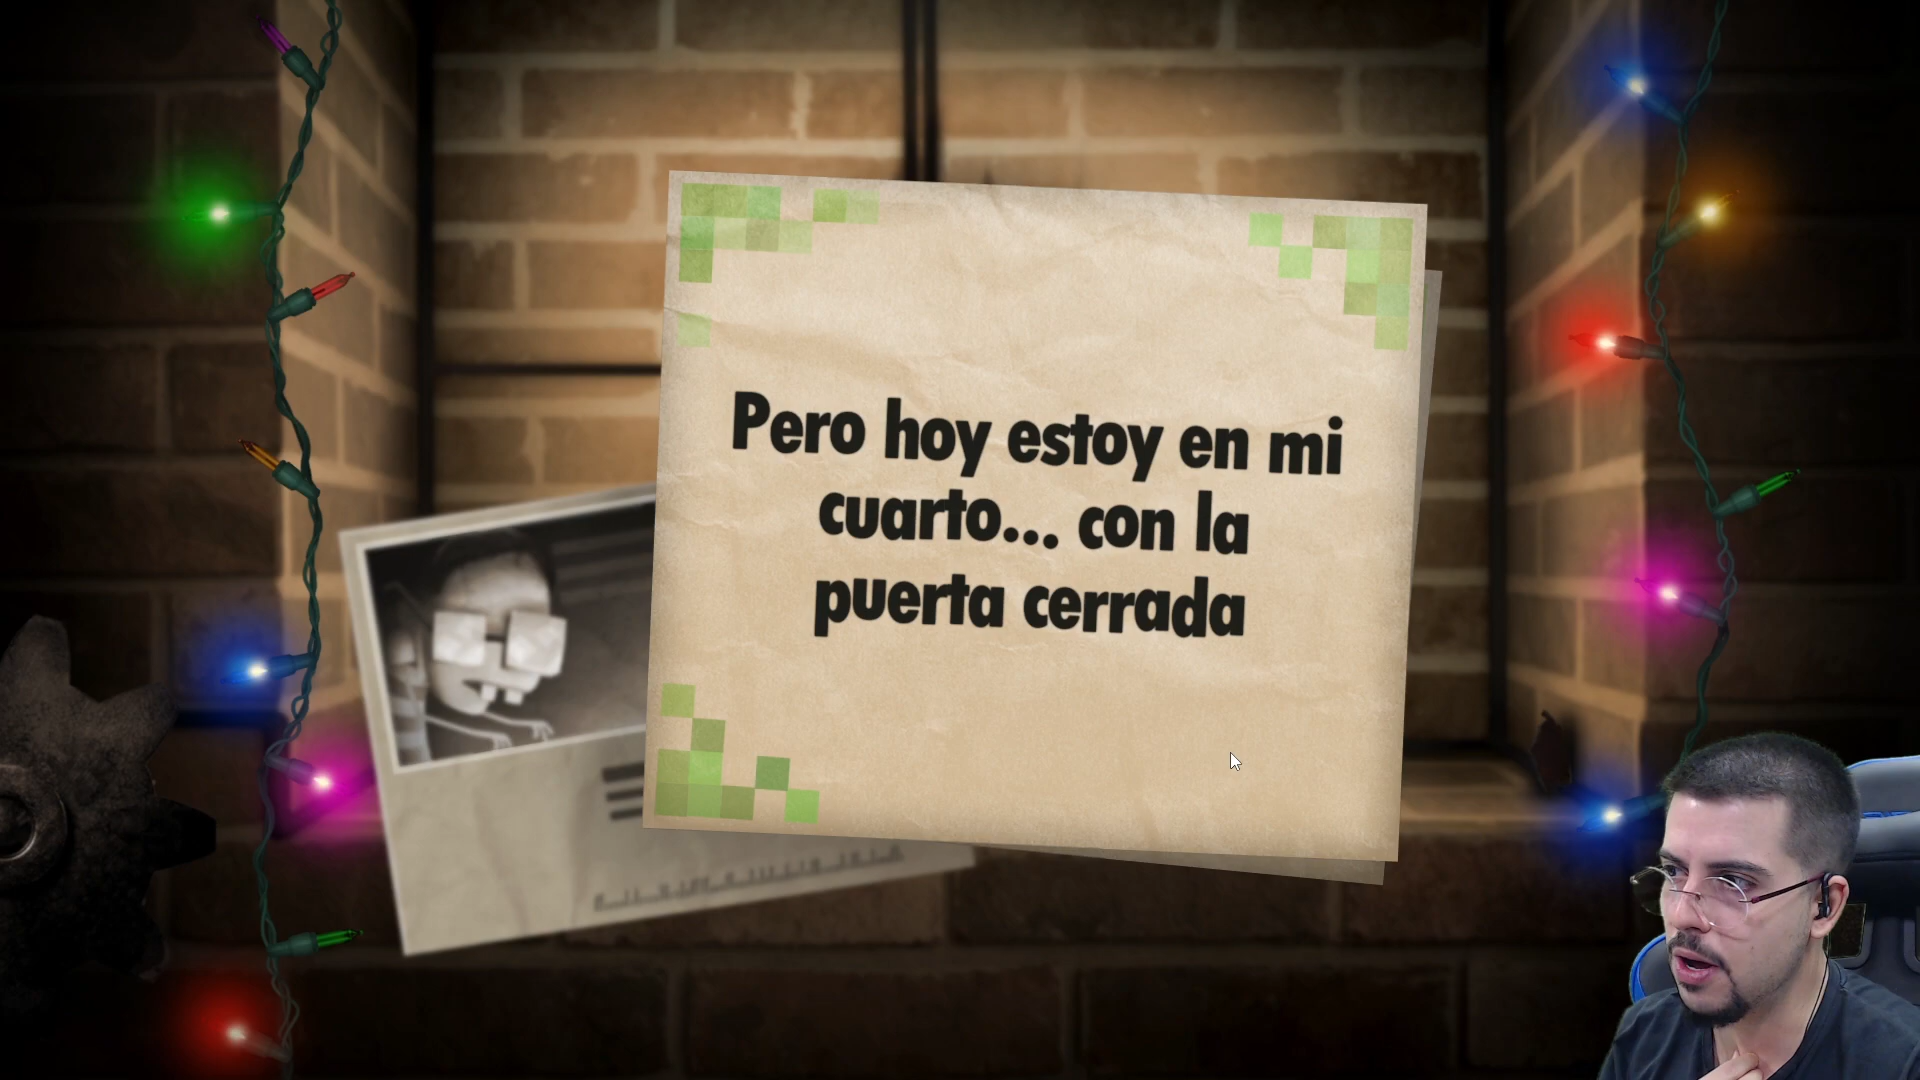 Pero hoy estoy en mi
cuarto... con la
puerta cerrada